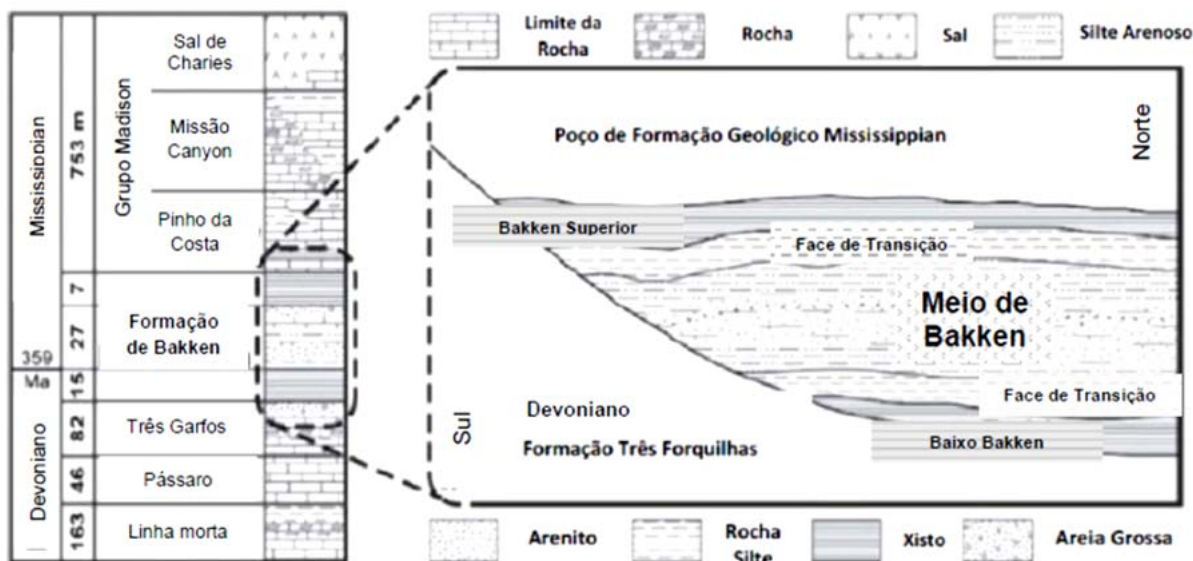 Mississippian
753 m
Grupo Madison
Sal de
Charies
Missão
Canyon
Pinho da
Costa
7
27
15
Formação
de Bakken
359
Ma
Devoniano
82
Três Garfos
46
Pássaro
163
Linha morta
Limite da
Rocha
Rocha
Sal
Silte Arenoso
Poço de Formação Geológico Mississippian
Norte
Bakken Superior
Face de Transição
Meio de
Bakken
Face de Transição
Sul
Devoniano
Formação Três Forquilhas
Baixo Bakken
Arenito
Rocha
Silte
Xisto
Areia Grossa